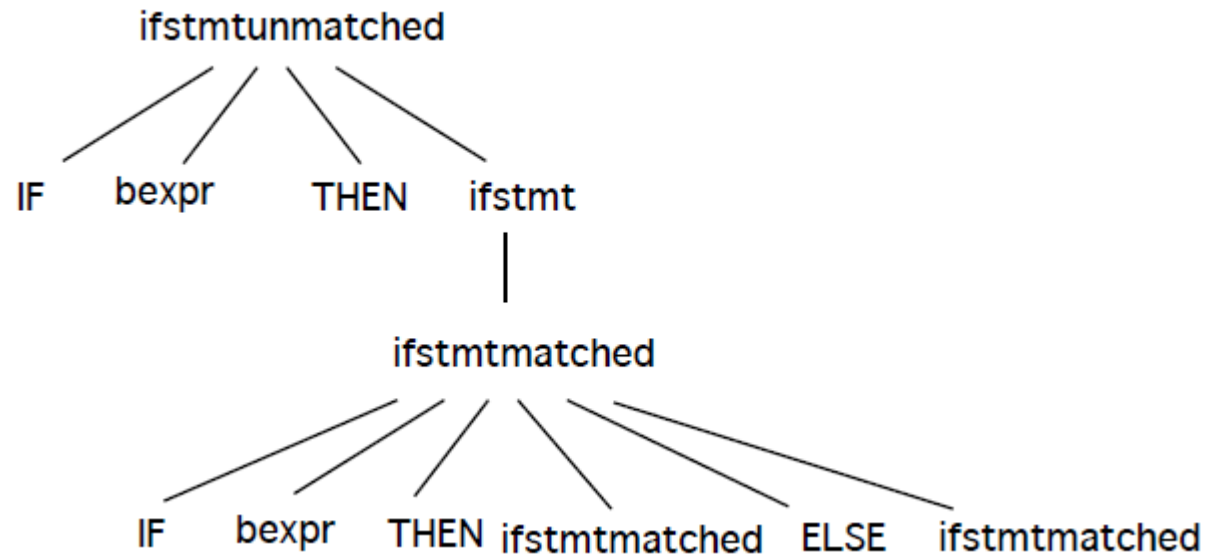 ifstmtunmatched
IF bexpr THEN ifstmt
ifstmtmatched
IF bexpr THEN ifstmtmatched ELSE ifstmtmatched